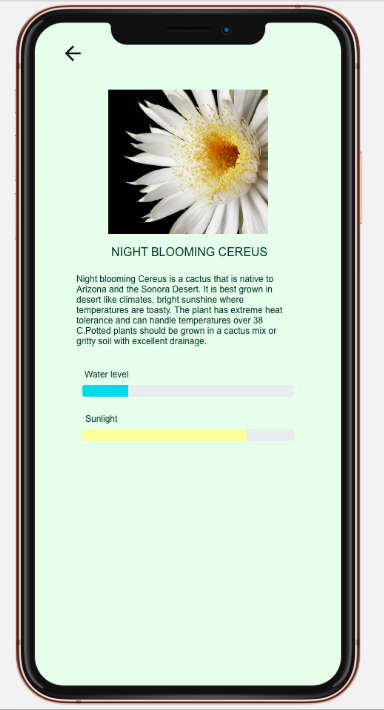 NIGHT BLOOMING CEREUS
Night blooming Cereus is a cactus that is native to
Arizona and the Sonora Desert. It is best grown in
desert like climates, bright sunshine where
temperatures are toasty. The plant has extreme heat
tolerance and can handle temperatures over 38
C.Potted plants should be grown in a cactus mix or
gritty soil with excellent drainage.
Water level
Sunlight